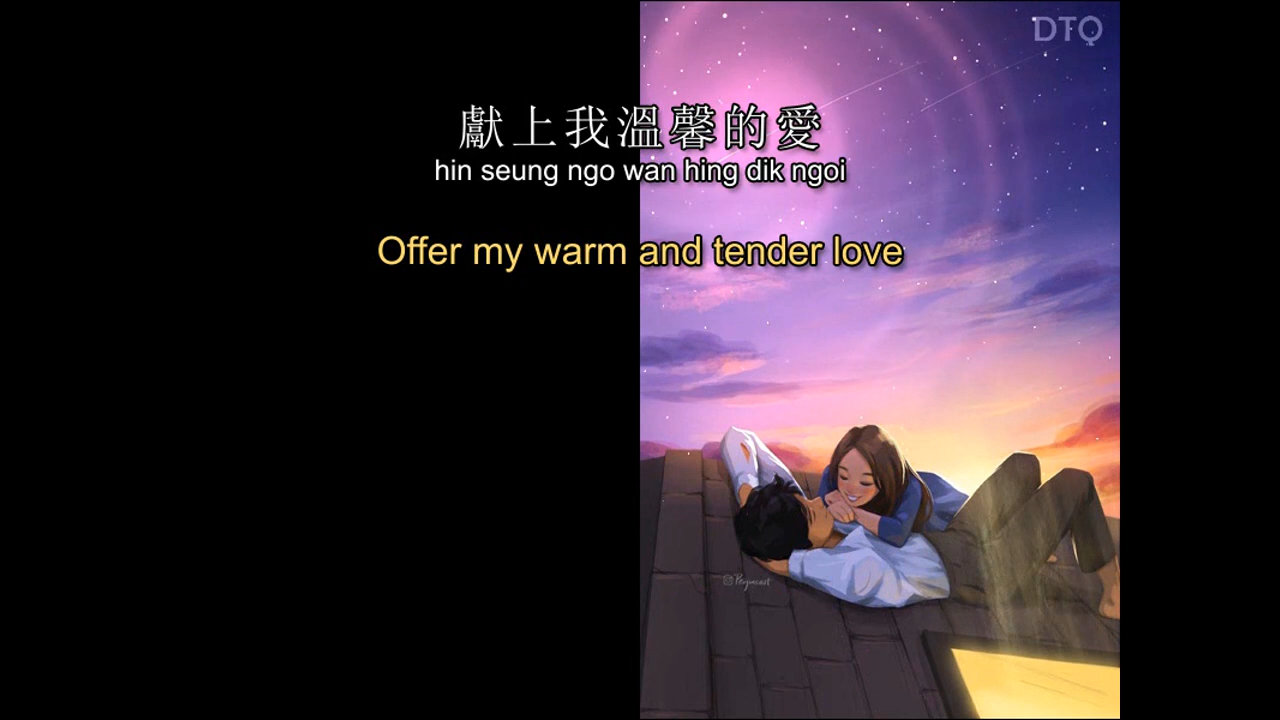 DTQ
獻上我溫馨的愛
hin seung ngo wan hing dik ngoi
Offer my warm and tender love